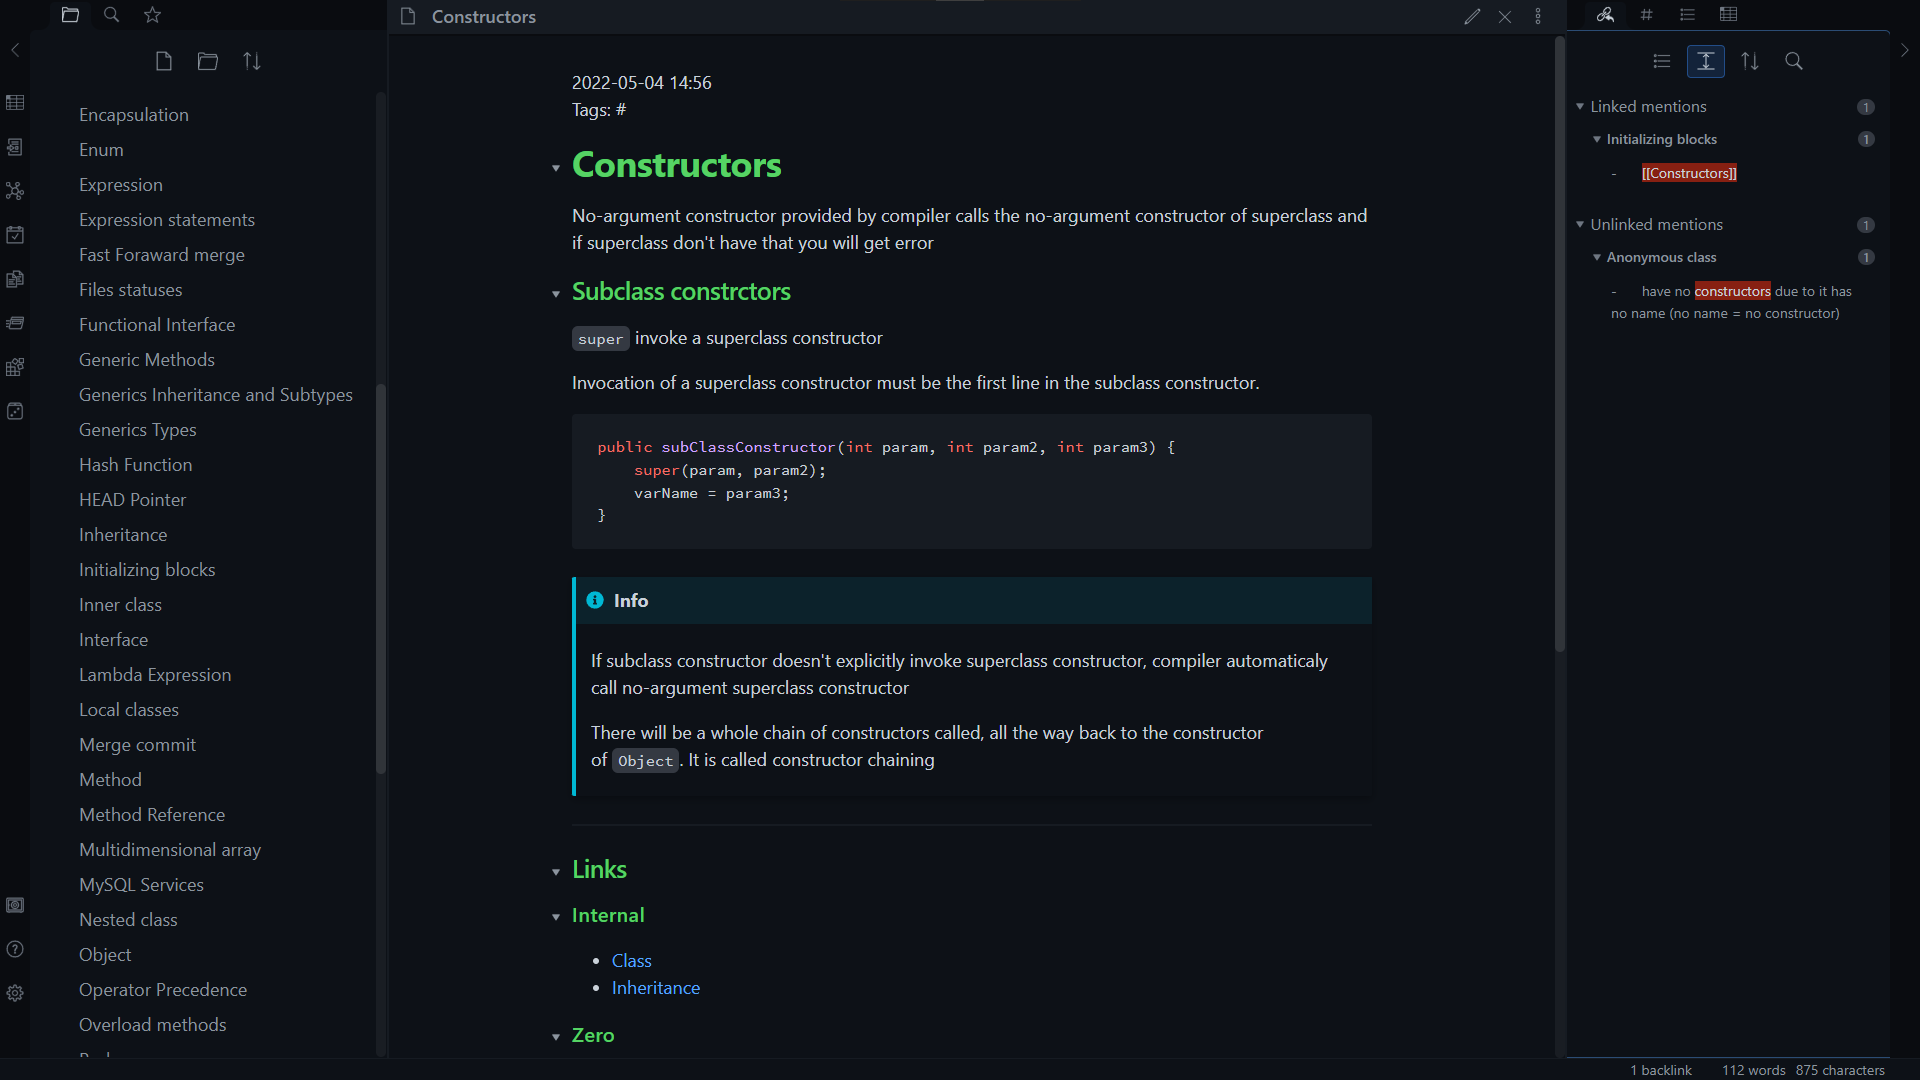 Constructors
Encapsulation
Enum
Expression
Expression statements
Fast Foraward merge
Files statuses
Functional Interface
Generic Methods
Generics Inheritance and Subtypes
Generics Types
Hash Function
HEAD Pointer
Inheritance
Initializing blocks
Inner class
Interface
Lambda Expression
Local classes
Merge commit
Method
Method Reference
Multidimensional array
MySQL Services
Nested class
Object
Operator Precedence
Overload methods
2022-05-04 14:56
Tags: #
Constructors
No-argument constructor provided by compiler calls the no-argument constructor of superclass and
if superclass don't have that you will get error
Subclass constrctors
super invoke a superclass constructor
Invocation of a superclass constructor must be the first line in the subclass constructor.
public subClassConstructor(int param, int param2, int param3) {
super(param, param2);
varName = param3;
}
Info
If subclass constructor doesn't explicitly invoke superclass constructor, compiler automaticaly
call no-argument superclass constructor
There will be a whole chain of constructors called, all the way back to the constructor
of Object. It is called constructor chaining
Links
Internal
• Class
• Inheritance
Zero
Linked mentions 1
Initializing blocks 1
- [[Constructors]]
Unlinked mentions 1
Anonymous class 1
- have no constructors due to it has
no name (no name = no constructor)
1 backlink 112 words 875 characters